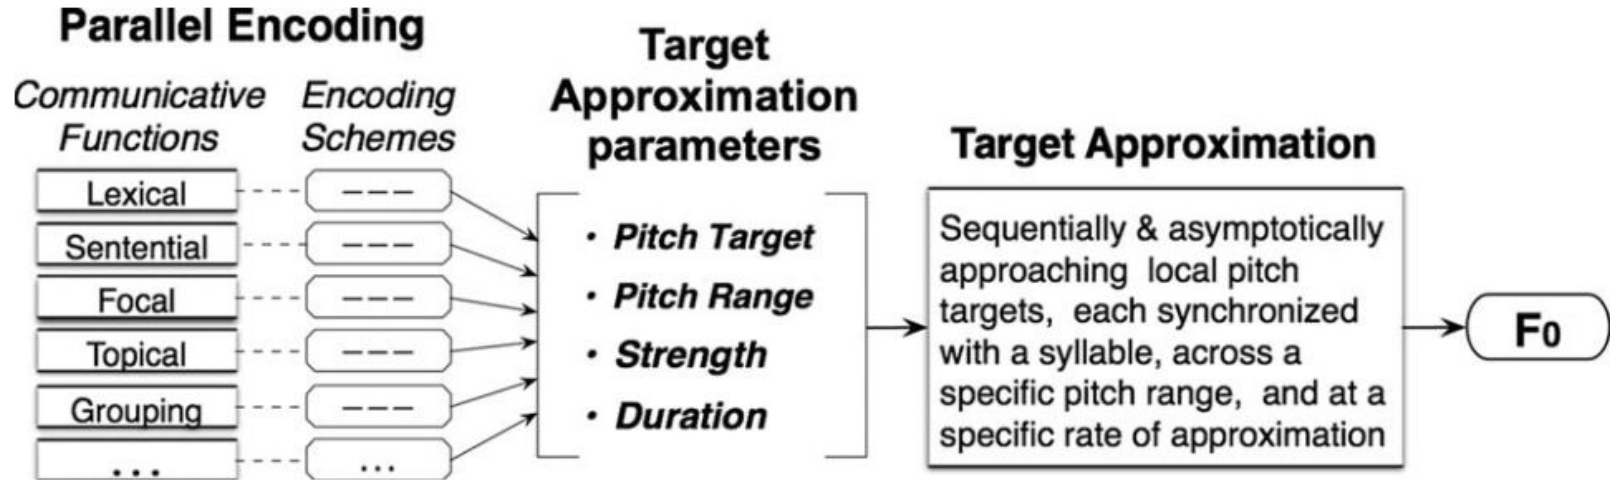 Parallel Encoding
Communicative
Functions
Encoding
Schemes
Lexical
– – –
Sentential
– – –
Focal
– – –
Topical
– – –
Grouping
– – –
...
...
Target
Approximation
parameters
• Pitch Target
• Pitch Range
• Strength
• Duration
Target Approximation
Sequentially & asymptotically
approaching local pitch
targets, each synchronized
with a syllable, across a
specific pitch range, and at a
specific rate of approximation
F0